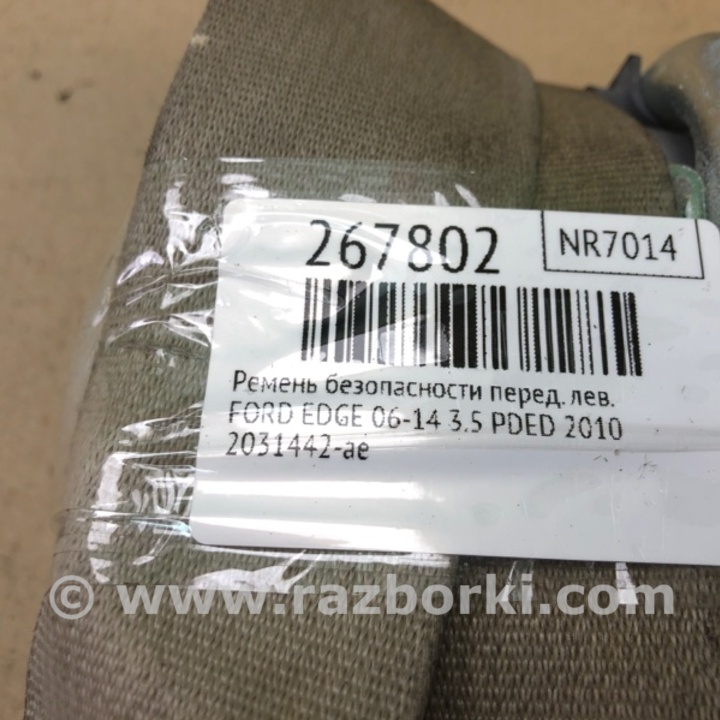 267802
NR7014
Ремень безопасности перед. лев.
FORD EDGE 06-14 3.5 PDED 2010
2031442-ae
© www.razborki.com